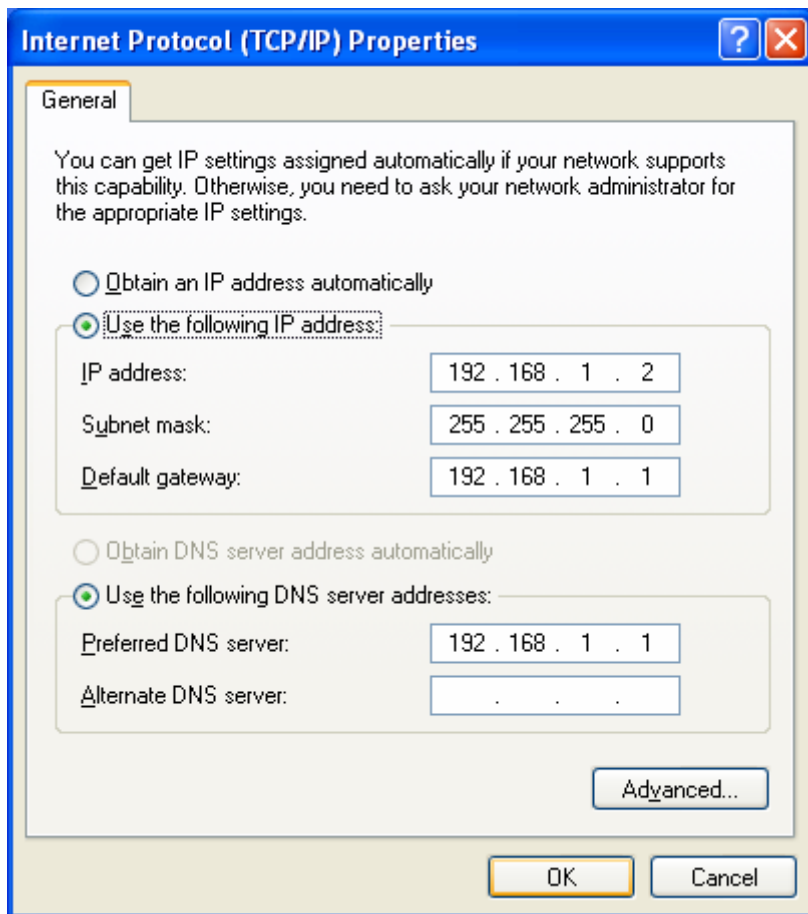 Internet Protocol (TCP/IP) Properties
General
You can get IP settings assigned automatically if your network supports
this capability. Otherwise, you need to ask your network administrator for
the appropriate IP settings.
Obtain an IP address automatically
Use the following IP address:
IP address: 192 . 168 . 1 . 2
Subnet mask: 255 . 255 . 255 . 0
Default gateway: 192 . 168 . 1 . 1
Obtain DNS server address automatically
Use the following DNS server addresses:
Preferred DNS server: 192 . 168 . 1 . 1
Alternate DNS server: . . .
Advanced...
OK Cancel